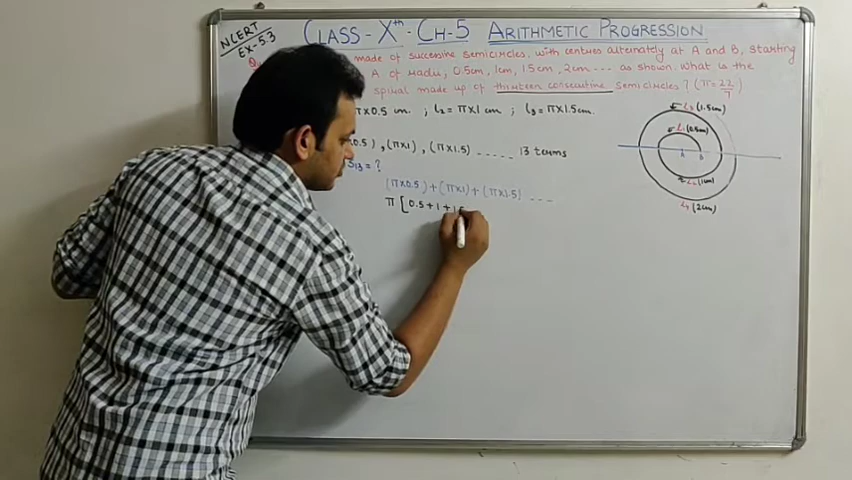 NCERT
EX-5.3
CLASS-Xth-CH-5 ARITHMETIC PROGRESSION
made of successive semicircles, with centres alternately at A and B, starting
A of radii, 0.5cm, 1cm, 1.5cm, 2cm --- as shown. What is the
spiral made up of thirteen consecutive semicircles? (π=22/7)
π×0.5 cm ; l₂ = π×1 cm ; l₃ = π×1.5cm.
0.5), (π×1), (π×1.5) ----- 13 terms
S₁₃ = ?
(π×0.5)+(π×1)+(π×1.5) ---
π[0.5+1+1.5
l₃ (1.5cm)
l₁ (0.5cm)
A B
l₂ (1cm)
l₄ (2cm)